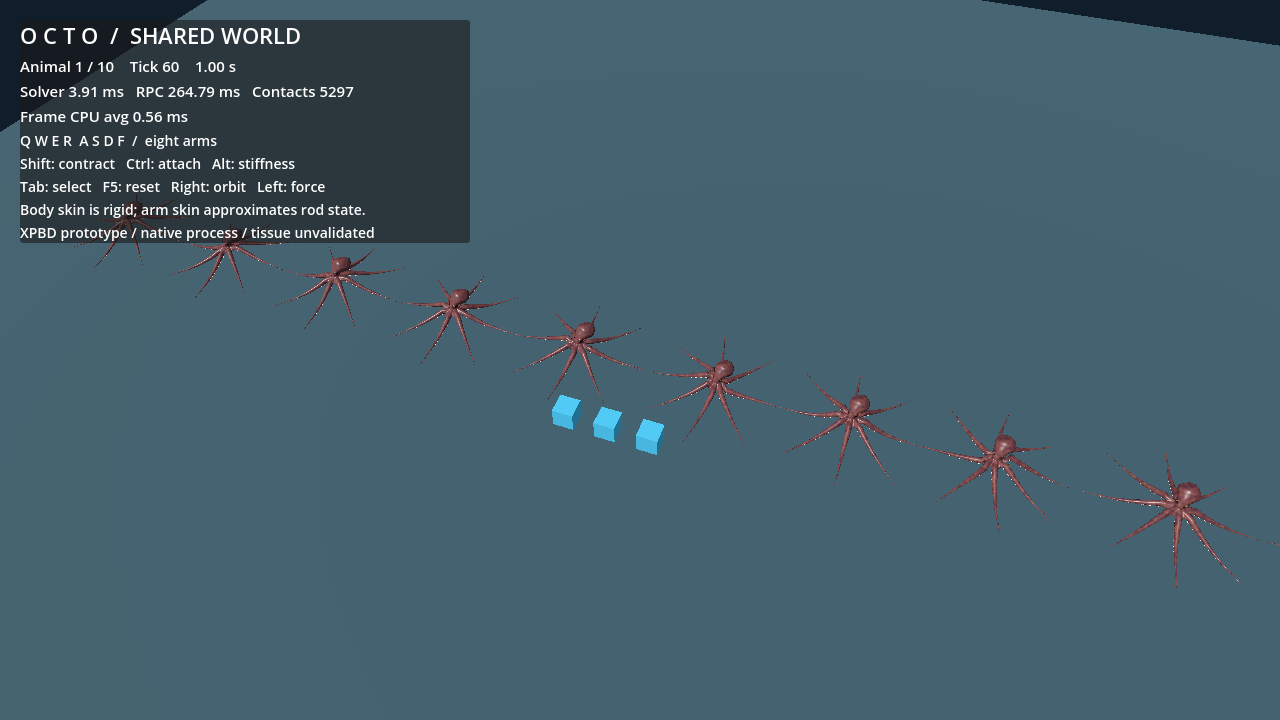 O C T O / SHARED WORLD
Animal 1 / 10 Tick 60 1.00 s
Solver 3.91 ms RPC 264.79 ms Contacts 5297
Frame CPU avg 0.56 ms
Q W E R A S D F / eight arms
Shift: contract Ctrl: attach Alt: stiffness
Tab: select F5: reset Right: orbit Left: force
Body skin is rigid; arm skin approximates rod state.
XPBD prototype / native process / tissue unvalidated